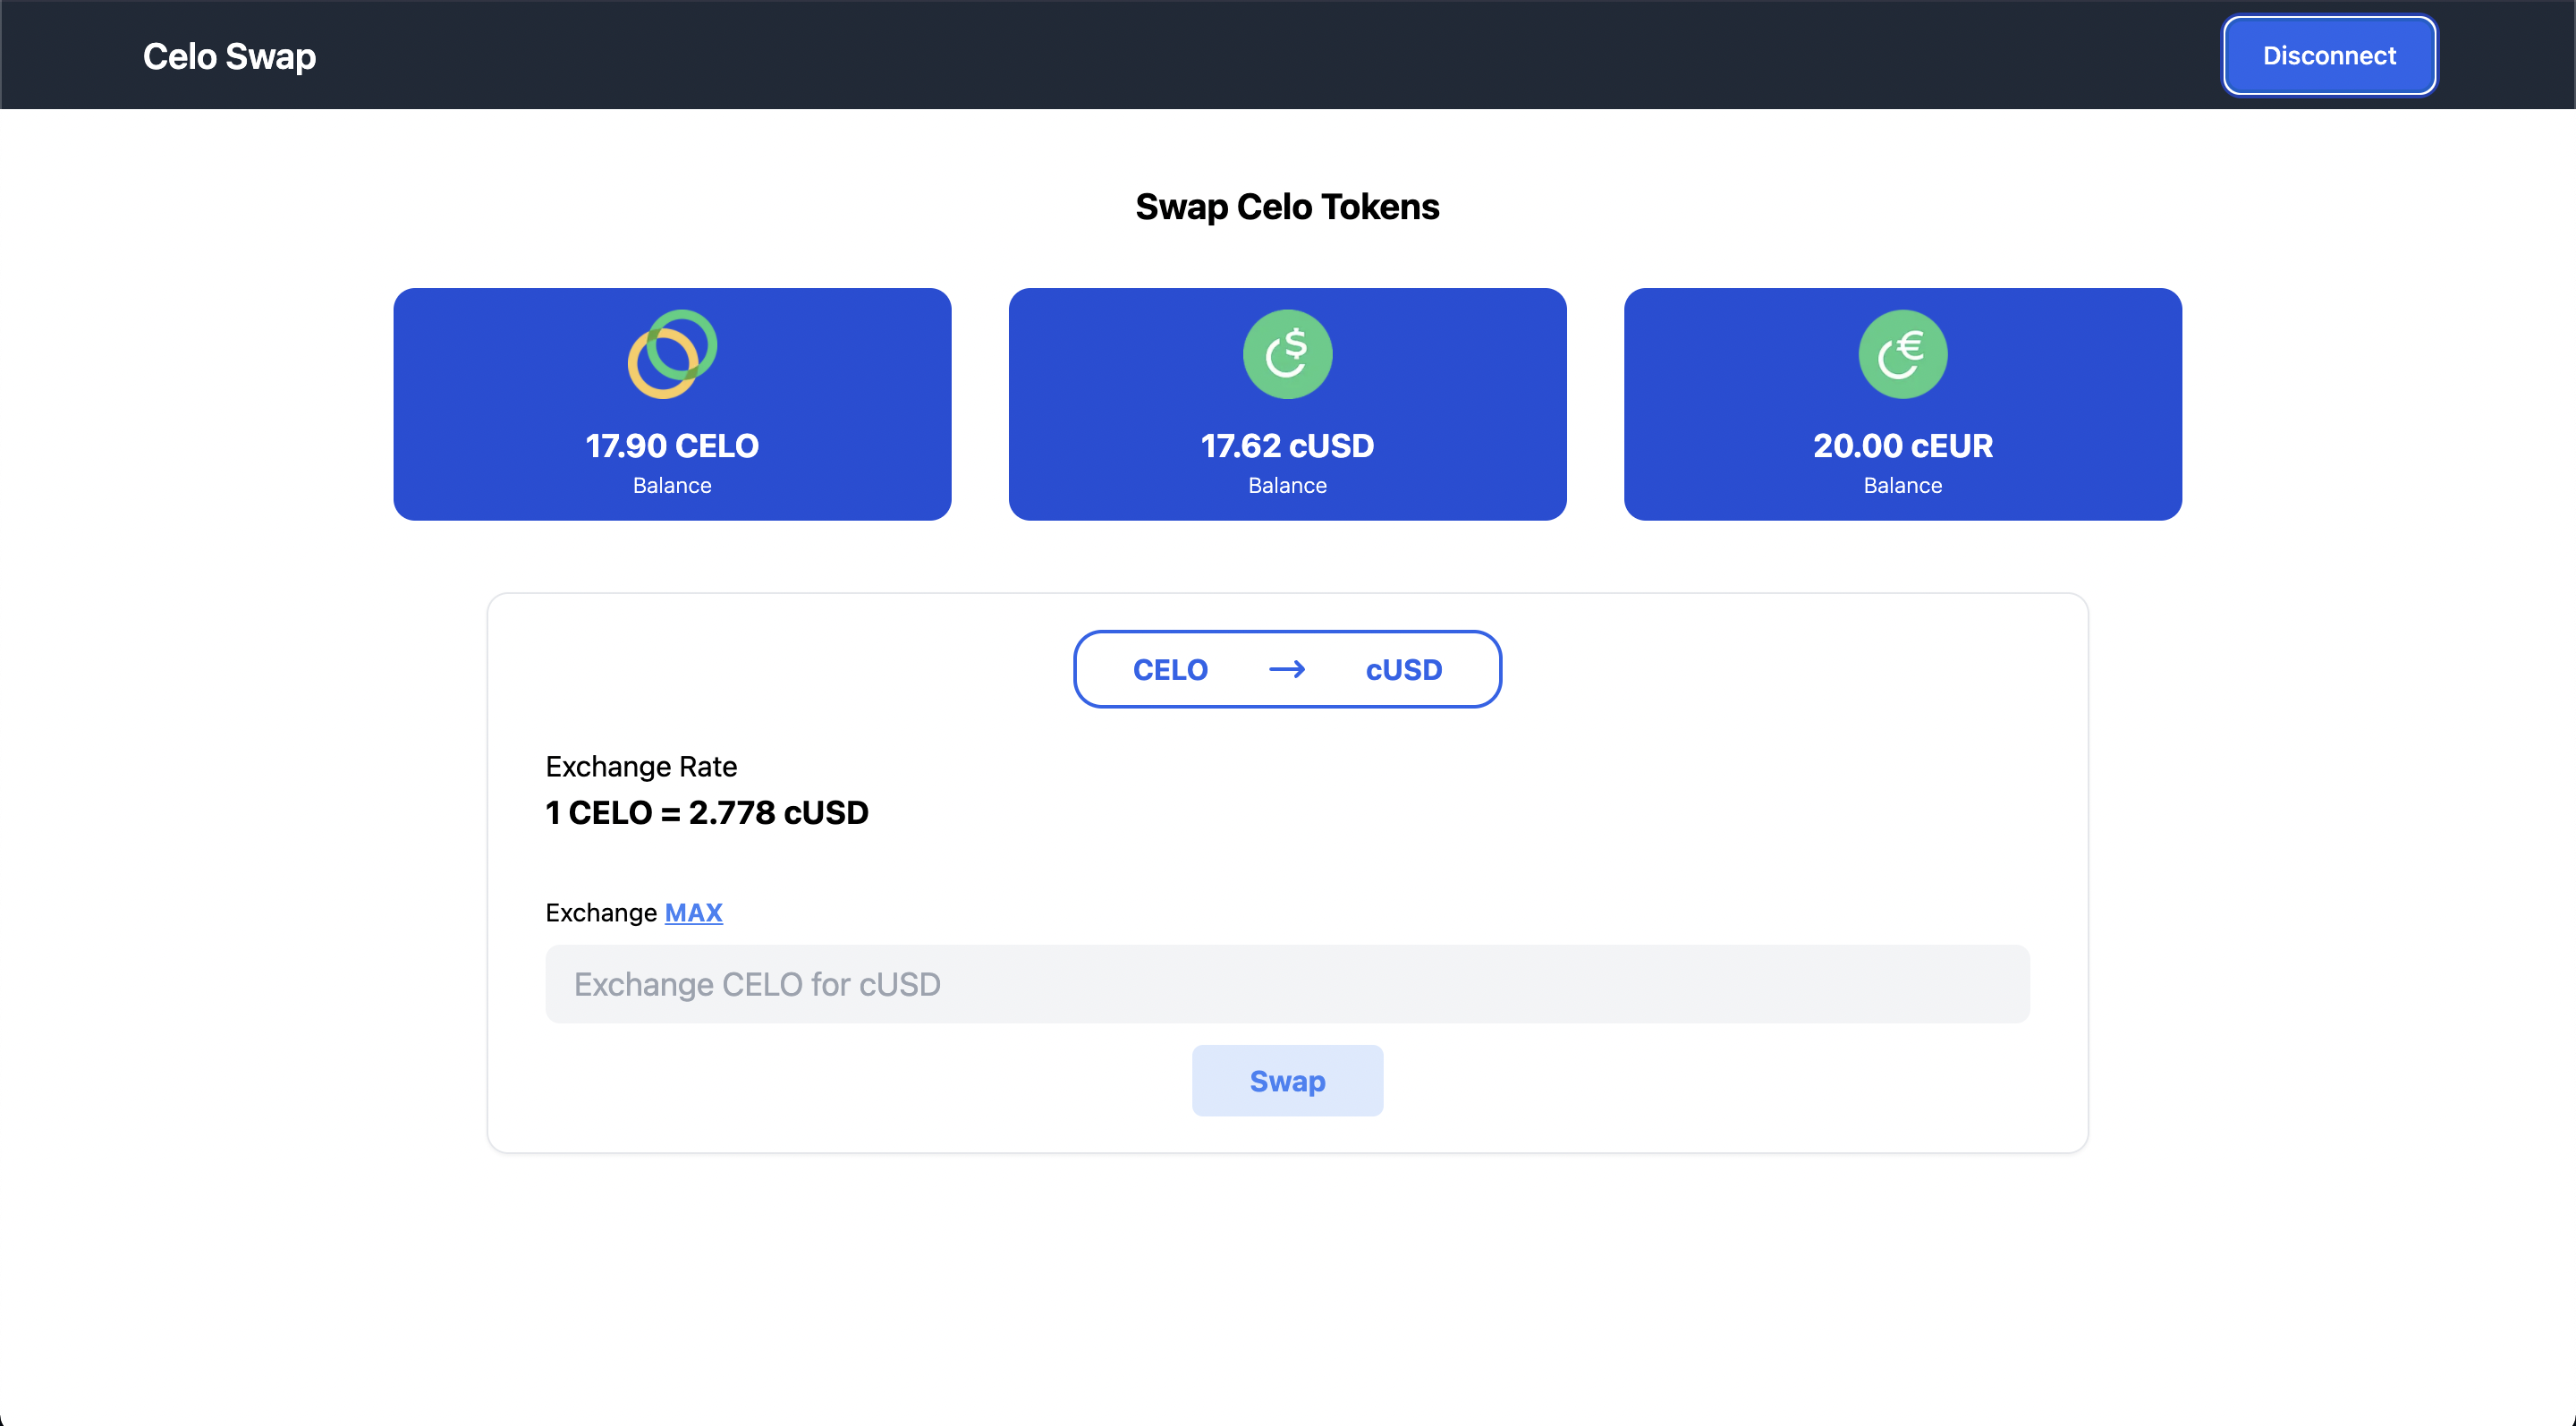 Celo Swap
Disconnect
Swap Celo Tokens
17.90 CELO
Balance
17.62 cUSD
Balance
20.00 cEUR
Balance
CELO → cUSD
Exchange Rate
1 CELO = 2.778 cUSD
Exchange MAX
Exchange CELO for cUSD
Swap